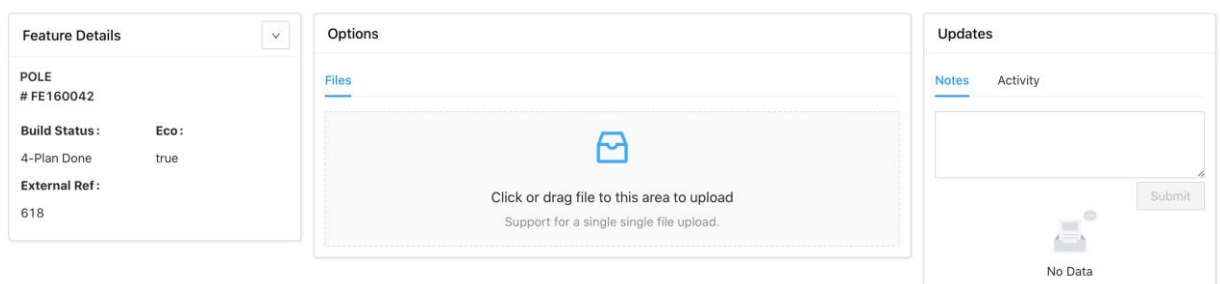 Feature Details
POLE
# FE160042
Build Status: Eco:
4-Plan Done true
External Ref:
618
Options
Files
Click or drag file to this area to upload
Support for a single single file upload.
Updates
Notes Activity
Submit
No Data